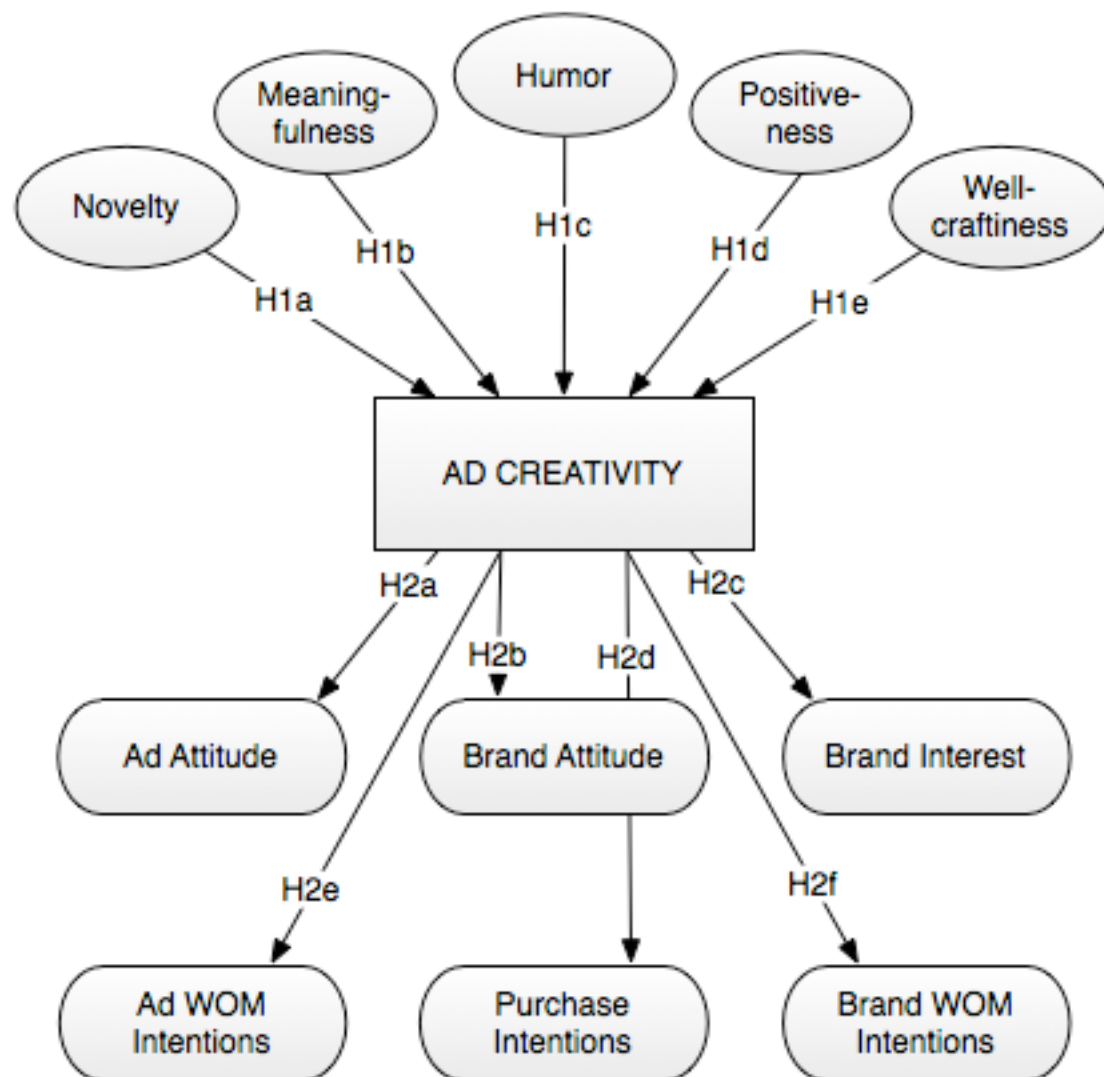 Humor
Meaning-
fulness
Positive-
ness
Novelty
Well-
craftiness
H1c
H1b
H1d
H1a
H1e
AD CREATIVITY
H2a
H2c
H2b
H2d
Ad Attitude
Brand Attitude
Brand Interest
H2e
H2f
Ad WOM
Intentions
Purchase
Intentions
Brand WOM
Intentions